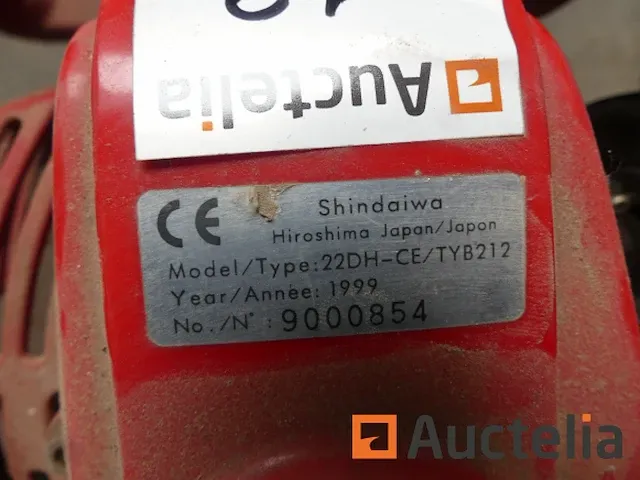 Auctelia
CE
Shindaiwa
Hiroshima Japan/Japon
Model/Type:22DH-CE/TYB212
Year/Année: 1999
No./N° : 9000854
Auctelia